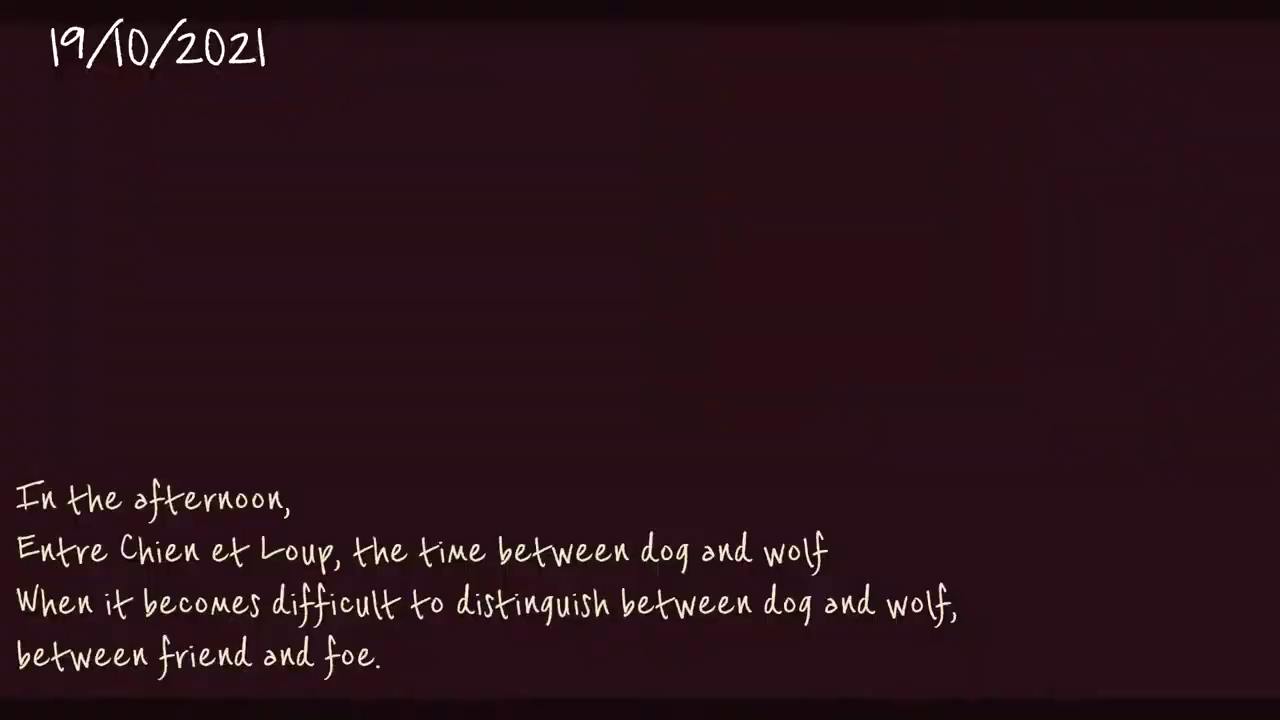 19/10/2021
In the afternoon,
Entre Chien et Loup, the time between dog and wolf
When it becomes difficult to distinguish between dog and wolf,
between friend and foe.